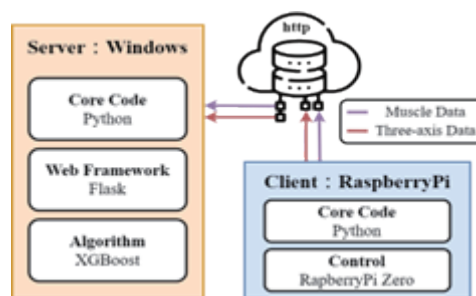 Server：Windows
Core Code
Python
Web Framework
Flask
Algorithm
XGBoost
http
Muscle Data
Three-axis Data
Client：RaspberryPi
Core Code
Python
Control
RapberryPi Zero